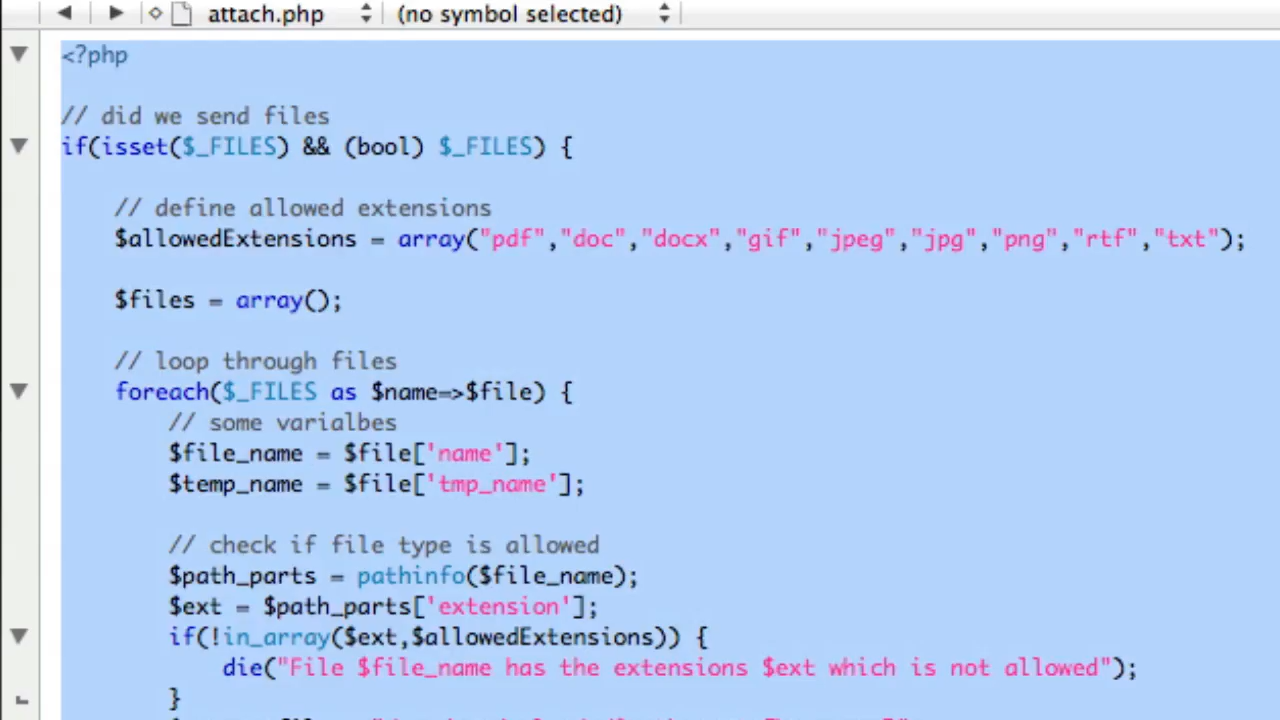 attach.php (no symbol selected)
<?php
// did we send files
if(isset($_FILES) && (bool) $_FILES) {
// define allowed extensions
$allowedExtensions = array("pdf","doc","docx","gif","jpeg","jpg","png","rtf","txt");
$files = array();
// loop through files
foreach($_FILES as $name=>$file) {
// some varialbes
$file_name = $file['name'];
$temp_name = $file['tmp_name'];
// check if file type is allowed
$path_parts = pathinfo($file_name);
$ext = $path_parts['extension'];
if(!in_array($ext,$allowedExtensions)) {
die("File $file_name has the extensions $ext which is not allowed");
}